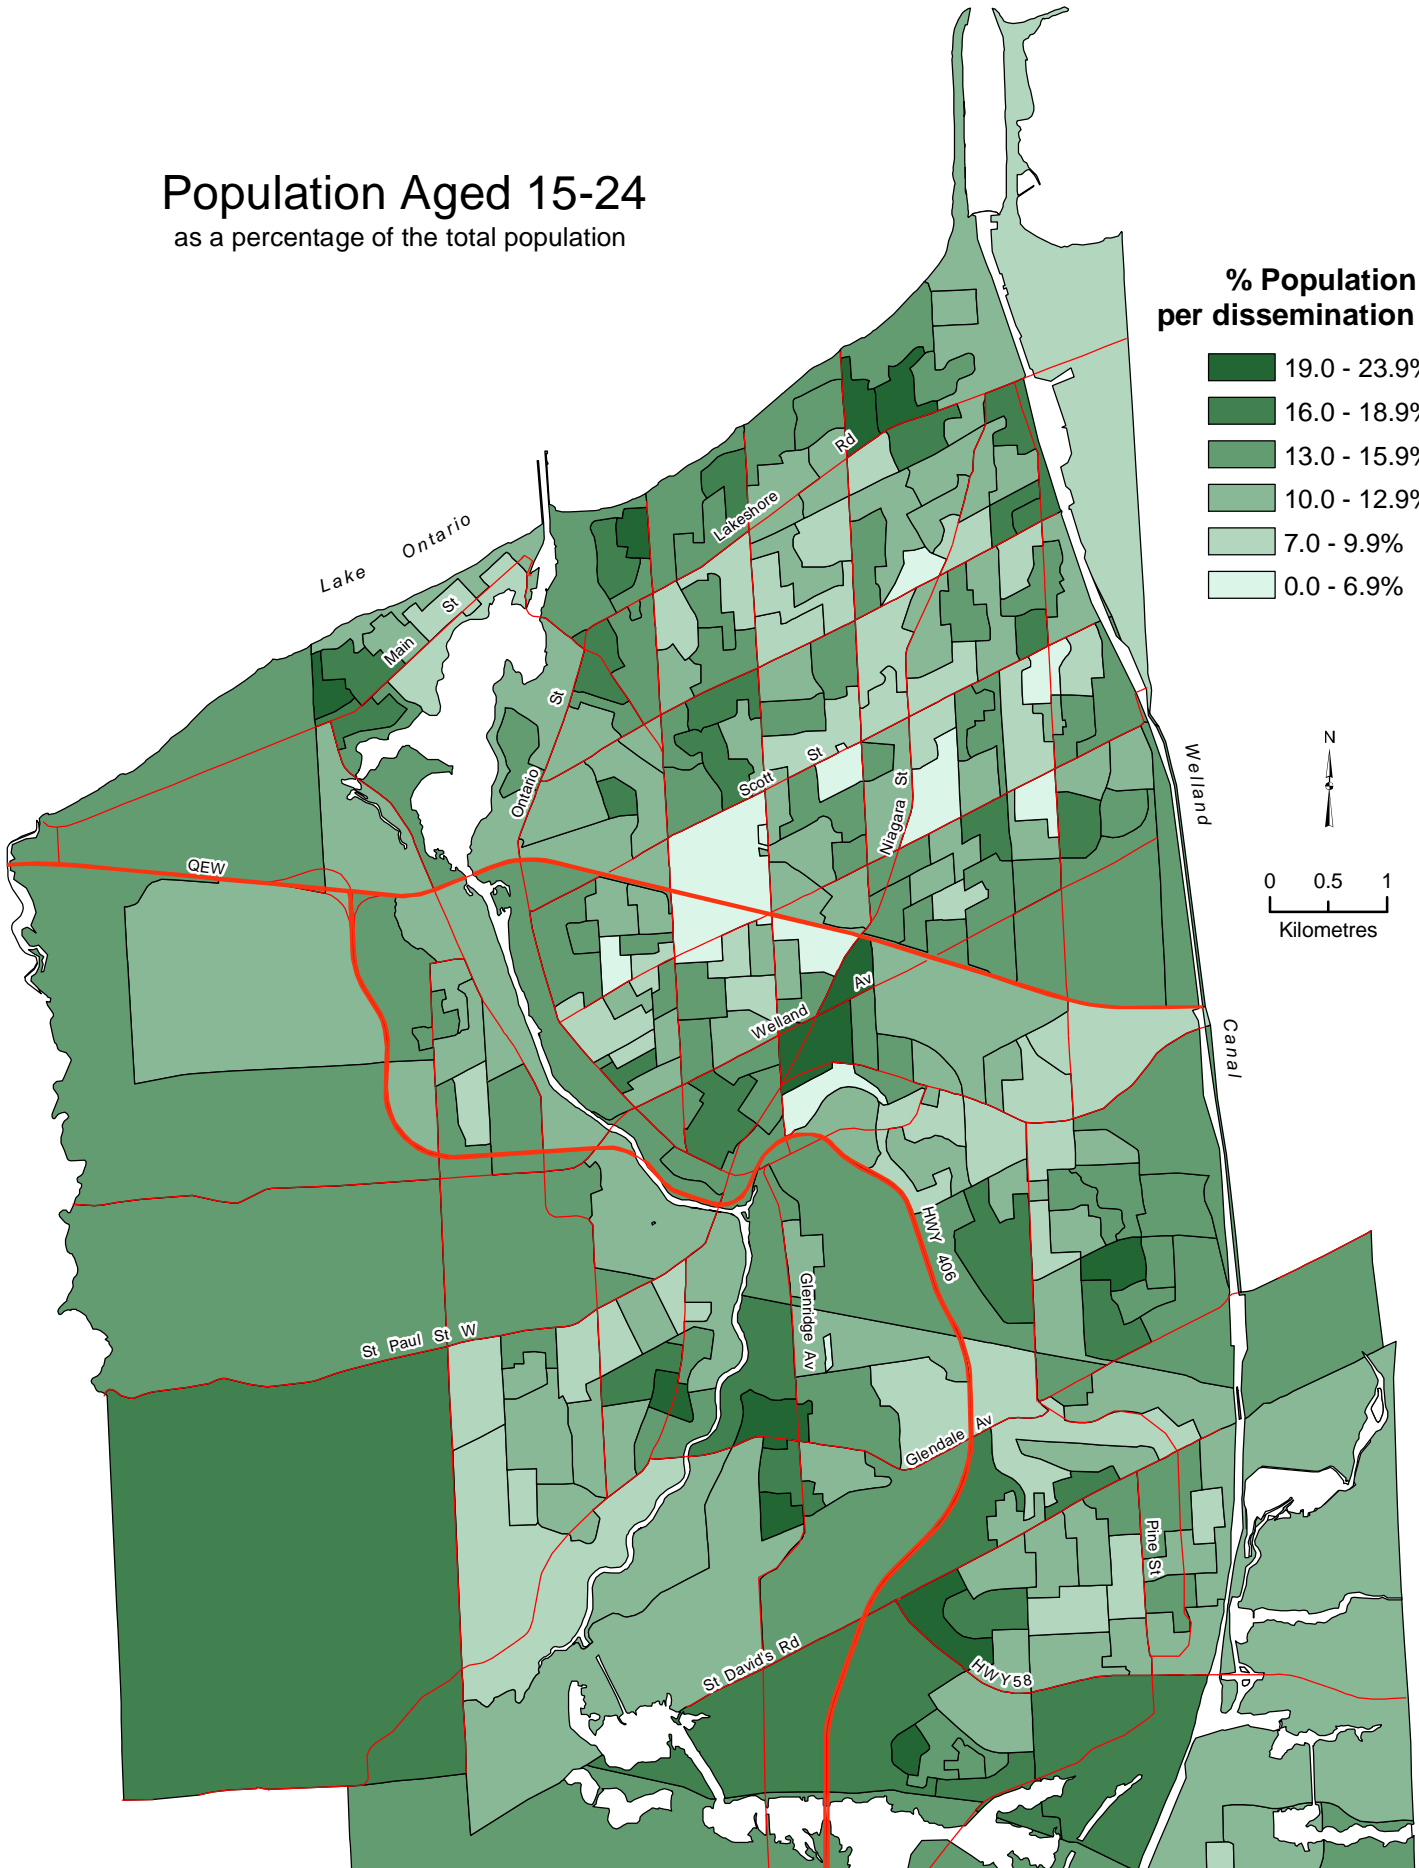 Population Aged 15-24
as a percentage of the total population
% Population
per dissemination
19.0 - 23.9%
16.0 - 18.9%
13.0 - 15.9%
10.0 - 12.9%
7.0 - 9.9%
0.0 - 6.9%
Rd
Lakeshore
Lake Ontario
St
Main
St
Ontario
Scott St
Niagara St
Welland
N
QEW
0 0.5 1
Kilometres
Welland Av
Canal
HWY 406
Glenridge Av
St Paul St W
Glendale Av
Pine St
St David's Rd
HWY58